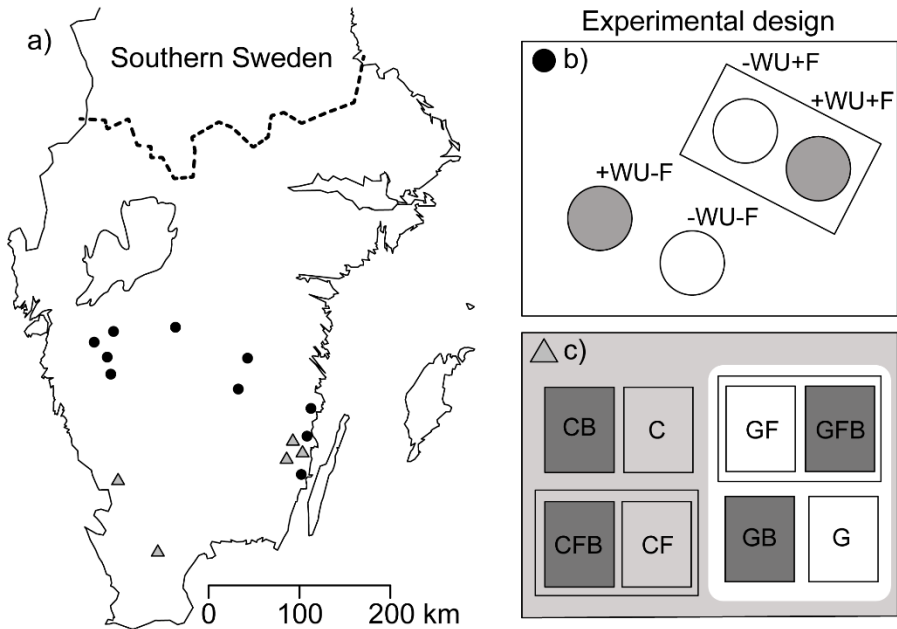 a)
Southern Sweden
0 100 200 km
Experimental design
b)
-WU+F
+WU+F
+WU-F
-WU-F
c)
CB C GF GFB
CFB CF GB G